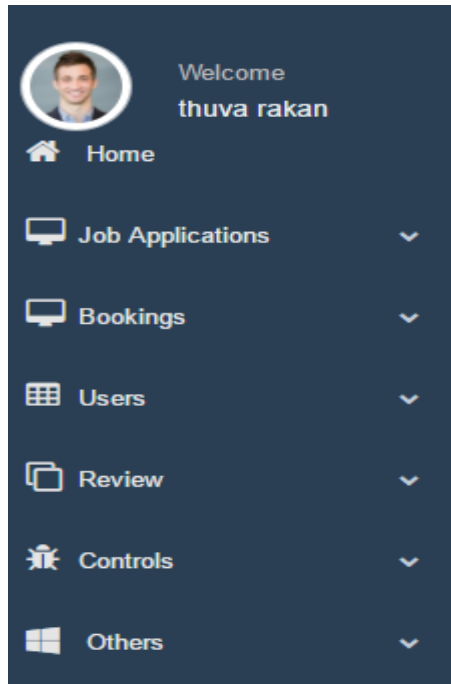 Welcome
thuva rakan
Home
Job Applications
Bookings
Users
Review
Controls
Others